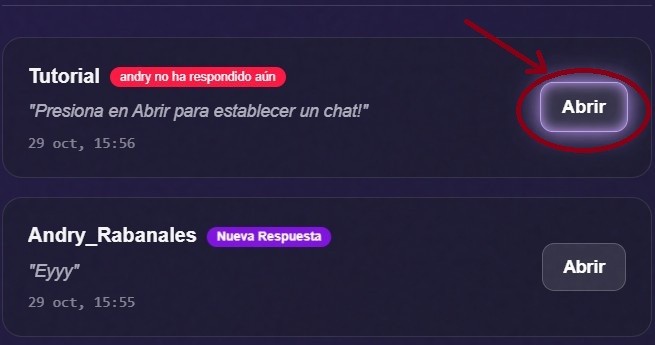 Tutorial andry no ha respondido aún
"Presiona en Abrir para establecer un chat!"
Abrir
29 oct, 15:56
Andry_Rabanales Nueva Respuesta
"Eyyy"
Abrir
29 oct, 15:55